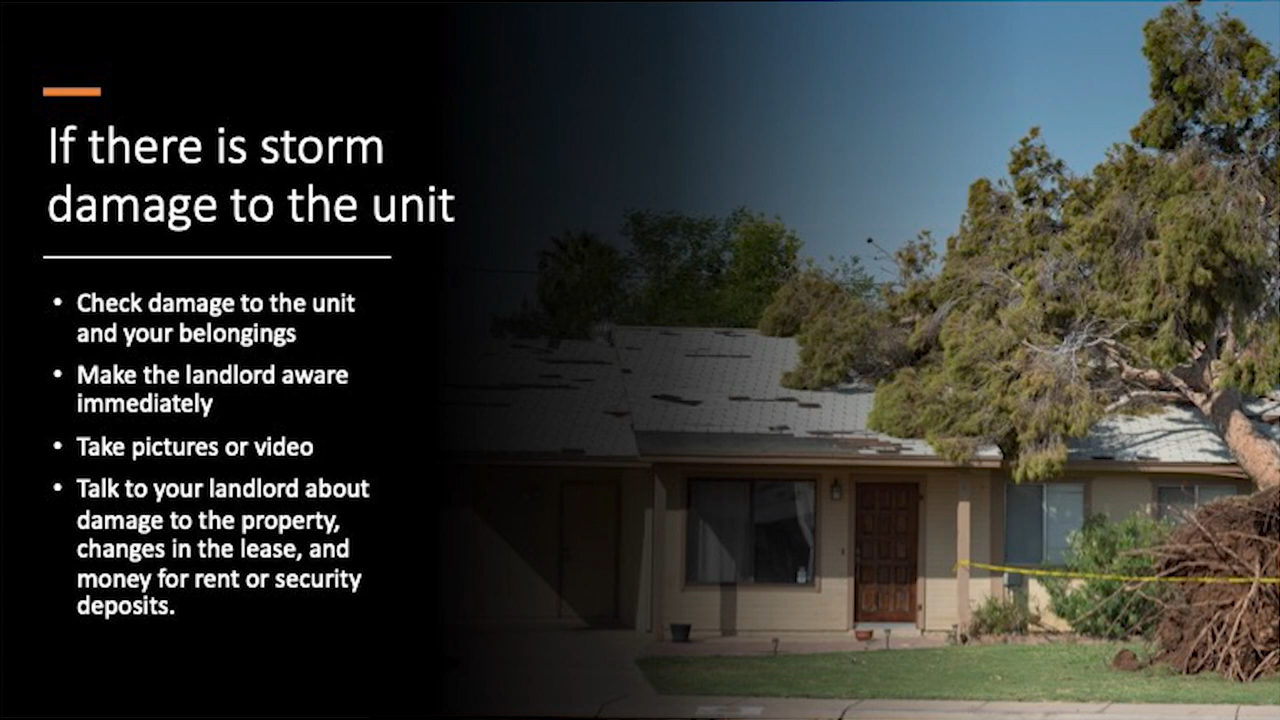 If there is storm
damage to the unit
• Check damage to the unit
and your belongings
• Make the landlord aware
immediately
• Take pictures or video
• Talk to your landlord about
damage to the property,
changes in the lease, and
money for rent or security
deposits.